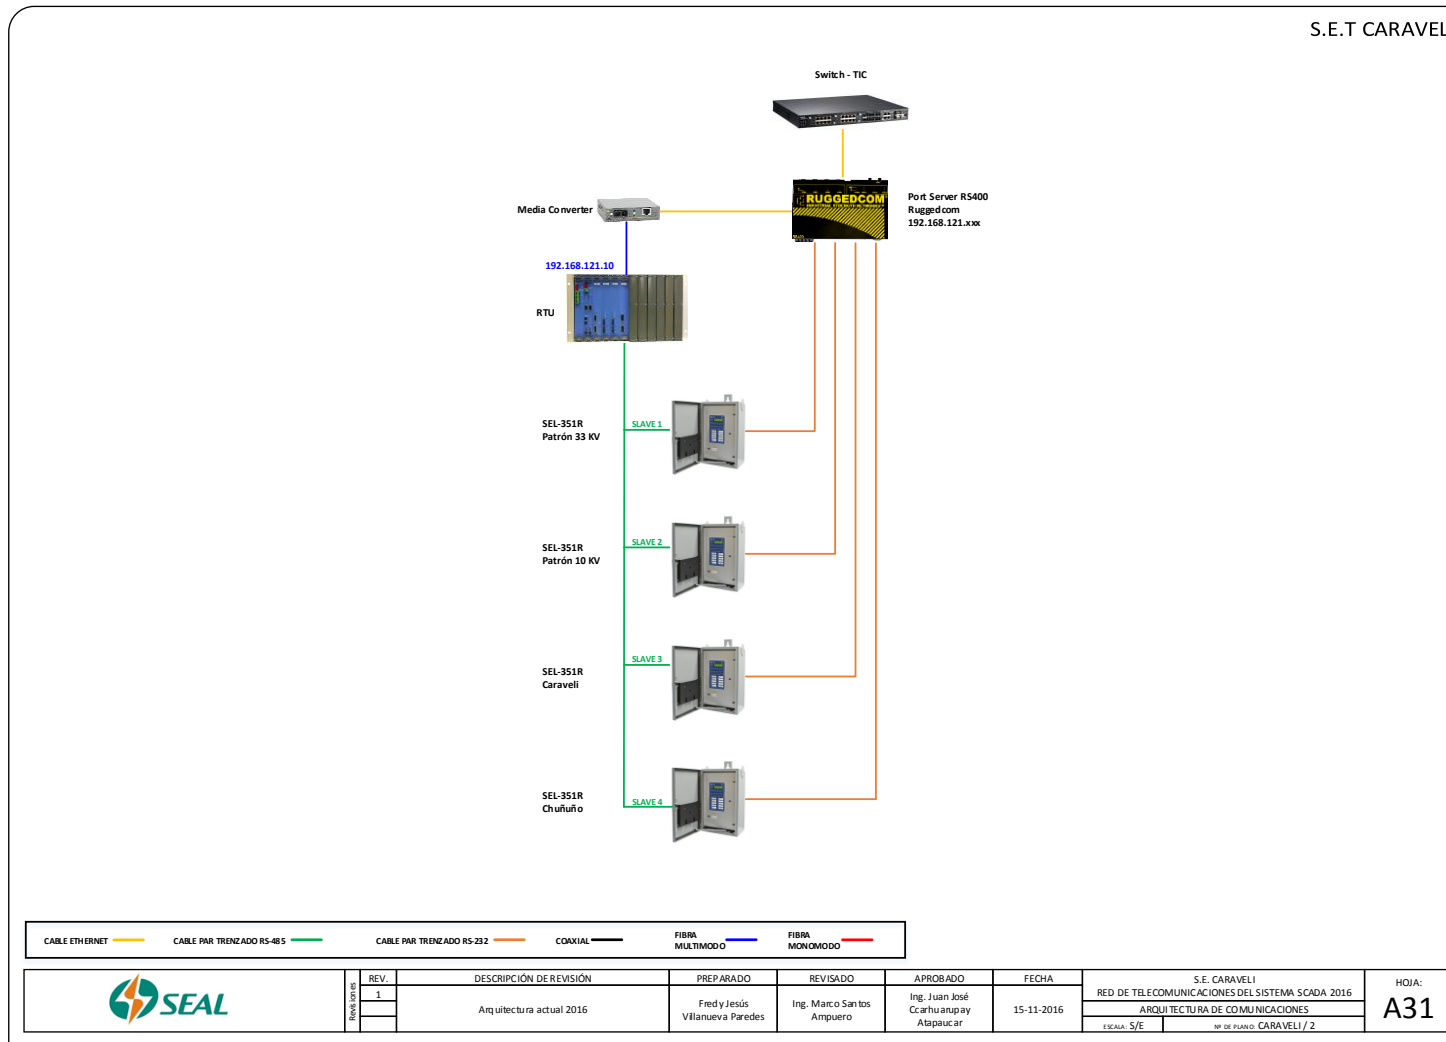 S.E.T CARAVEL
Switch - TIC
RUGGEDCOM
Port Server RS400
Ruggedcom
192.168.121.xxx
Media Converter
192.168.121.10
RTU
SEL-351R
Patrón 33 KV
SLAVE 1
SEL-351R
Patrón 10 KV
SLAVE 2
SEL-351R
Caraveli
SLAVE 3
SEL-351R
Chuñuño
SLAVE 4
CABLE ETHERNET
CABLE PAR TRENZADO RS-485
CABLE PAR TRENZADO RS-232
COAXIAL
FIBRA
MULTIMODO
FIBRA
MONOMODO
SEAL
Revisiones
REV.
DESCRIPCIÓN DE REVISIÓN
PREPARADO
REVISADO
APROBADO
FECHA
1
Arquitectura actual 2016
Fredy Jesús
Villanueva Paredes
Ing. Marco Santos
Ampuero
Ing. Juan José
Ccarhuarupay
Atapaucar
15-11-2016
S.E. CARAVELI
RED DE TELECOMUNICACIONES DEL SISTEMA SCADA 2016
ARQUITECTURA DE COMUNICACIONES
ESCALA: S/E
Nº DE PLANO: CARAVELI / 2
HOJA:
A31